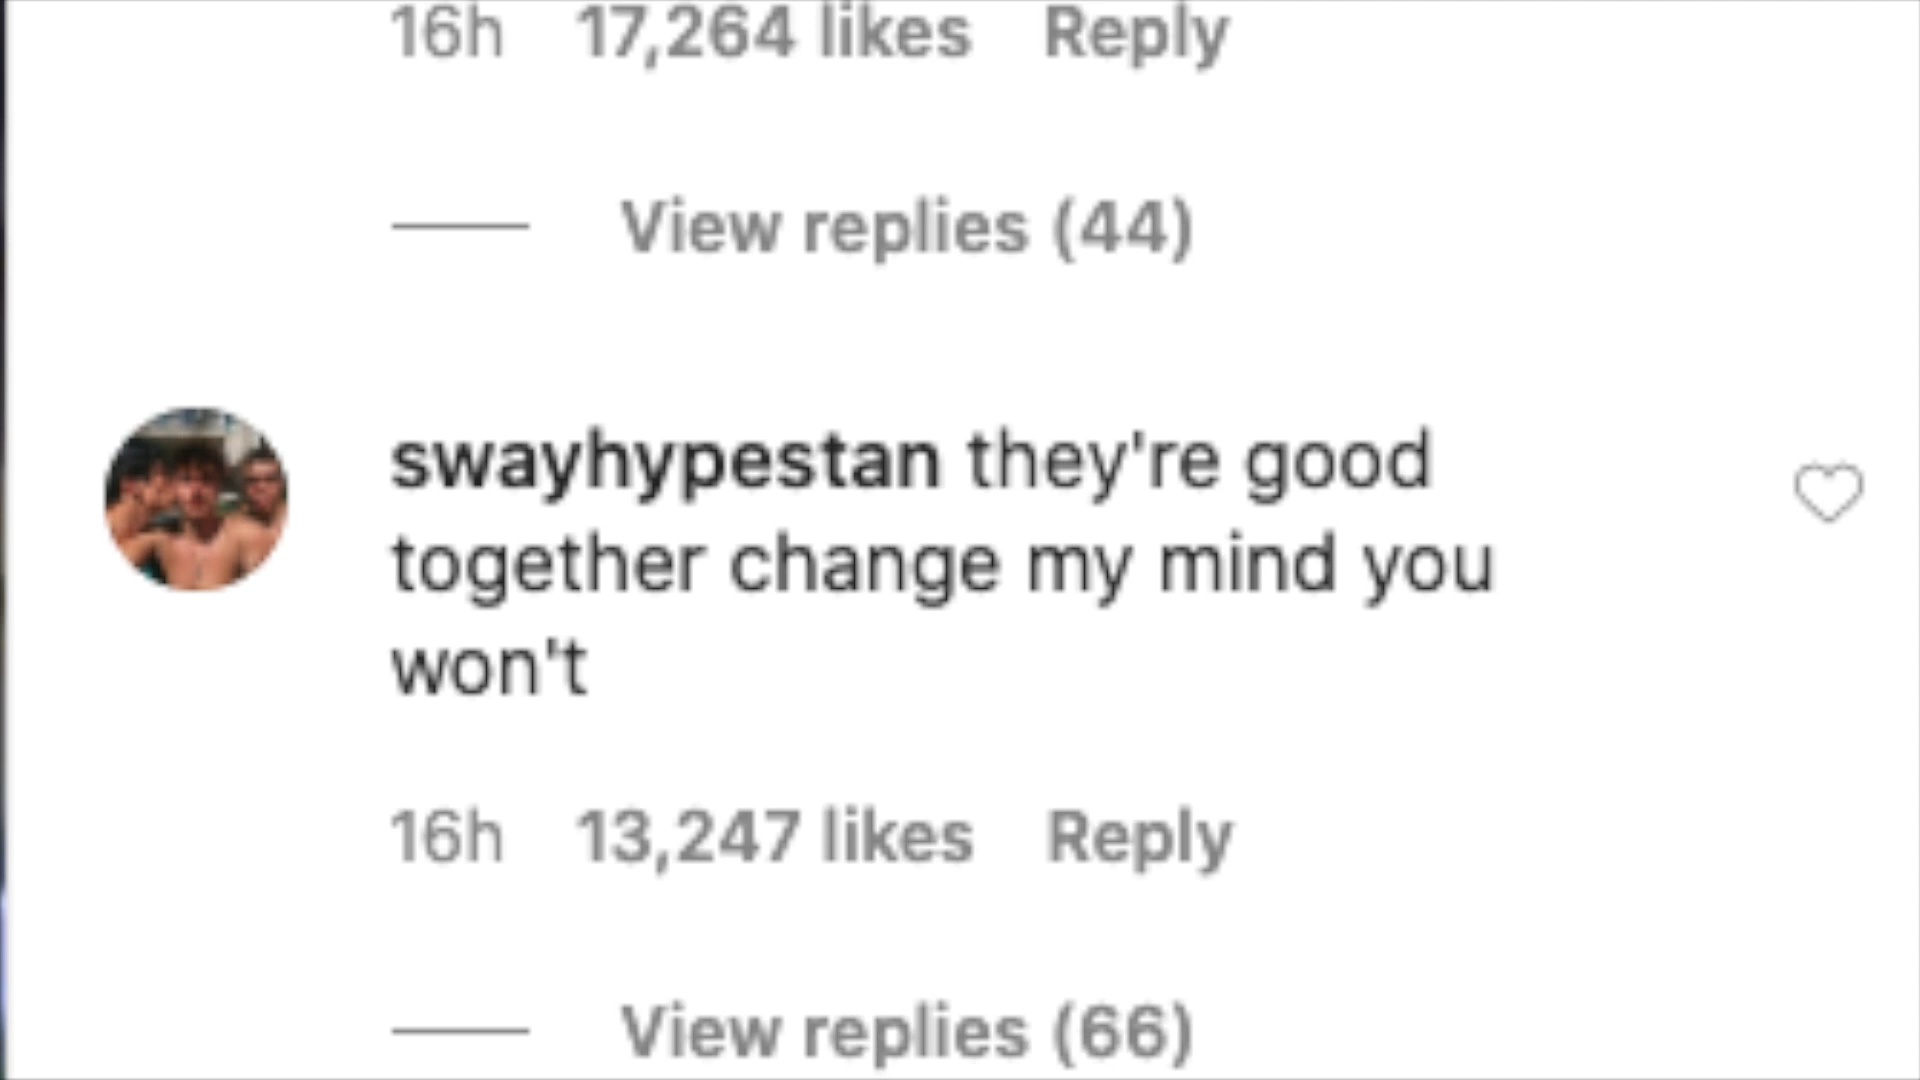 16h 17,264 likes Reply
View replies (44)
swayhypestan they're good
together change my mind you
won't
16h 13,247 likes Reply
View replies (66)